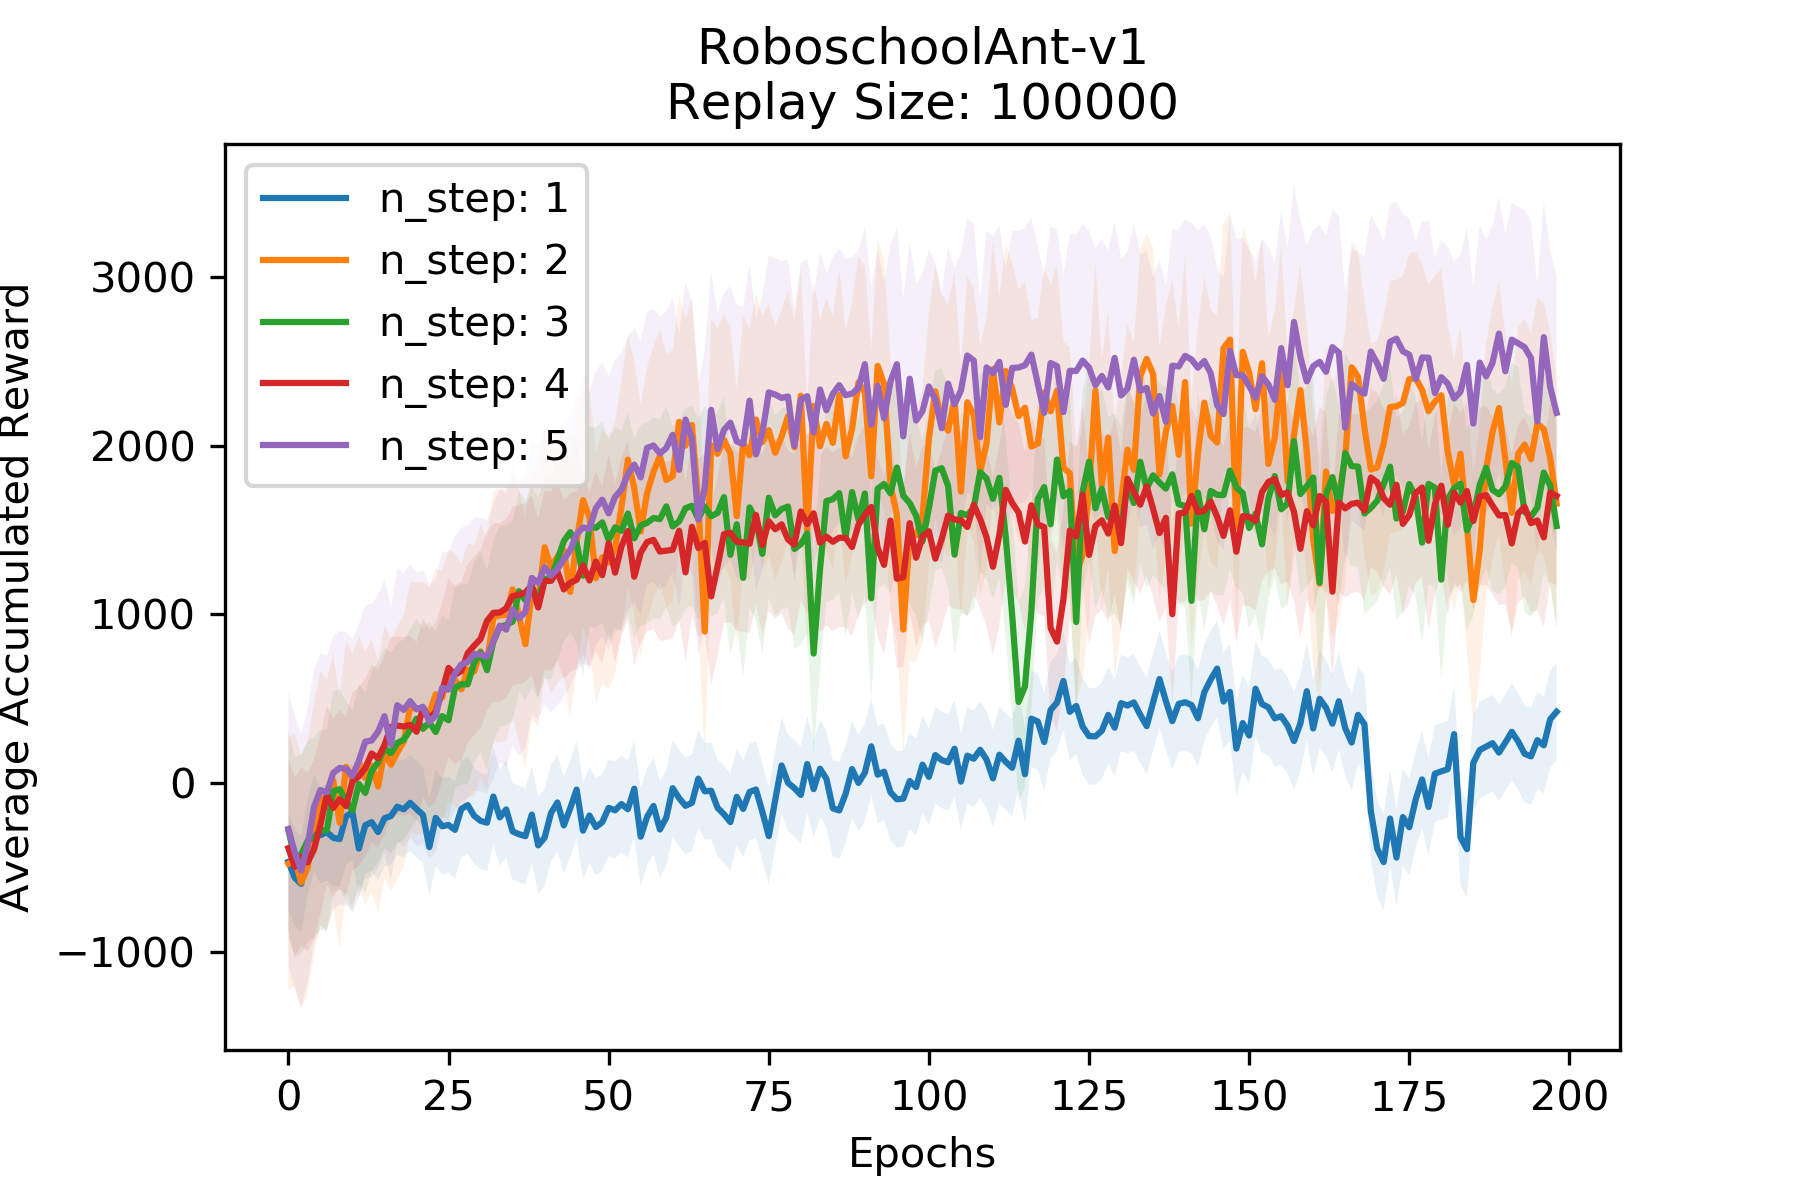 RoboschoolAnt-v1
Replay Size: 100000
n_step: 1
n_step: 2
n_step: 3
n_step: 4
n_step: 5
Average Accumulated Reward
3000
2000
1000
0
−1000
0 25 50 75 100 125 150 175 200
Epochs